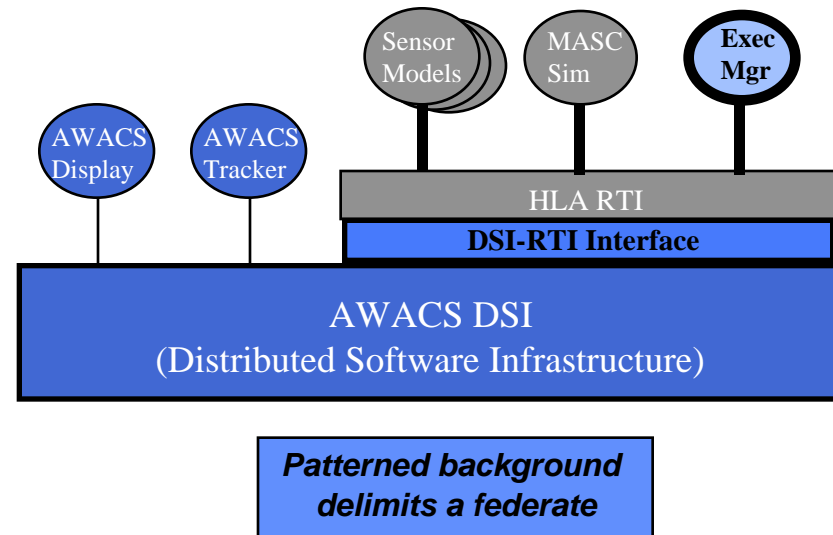 Sensor
Models
MASC
Sim
Exec
Mgr
AWACS
Display
AWACS
Tracker
HLA RTI
DSI-RTI Interface
AWACS DSI
(Distributed Software Infrastructure)
Patterned background
delimits a federate